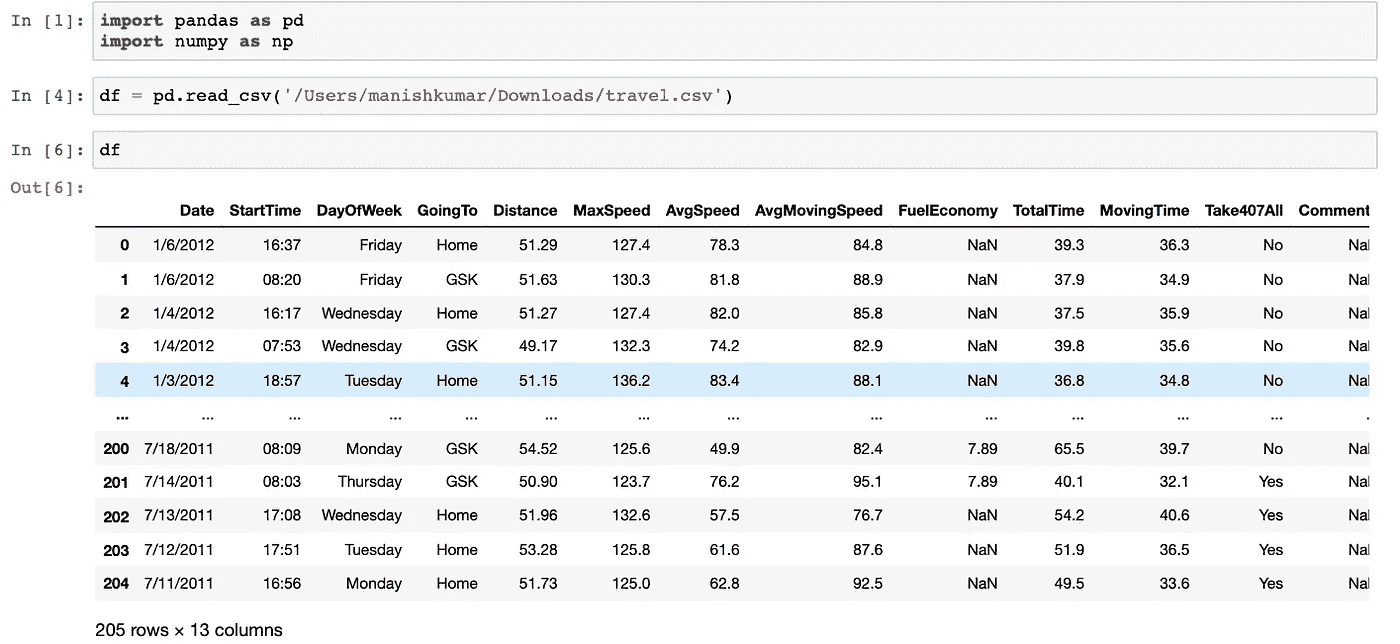 In [1]: import pandas as pd
import numpy as np
In [4]: df = pd.read_csv('/Users/manishkumar/Downloads/travel.csv')
In [6]: df
Out[6]:
Date StartTime DayOfWeek GoingTo Distance MaxSpeed AvgSpeed AvgMovingSpeed FuelEconomy TotalTime MovingTime Take407All Comment
0 1/6/2012 16:37 Friday Home 51.29 127.4 78.3 84.8 NaN 39.3 36.3 No Na
1 1/6/2012 08:20 Friday GSK 51.63 130.3 81.8 88.9 NaN 37.9 34.9 No Na
2 1/4/2012 16:17 Wednesday Home 51.27 127.4 82.0 85.8 NaN 37.5 35.9 No Na
3 1/4/2012 07:53 Wednesday GSK 49.17 132.3 74.2 82.9 NaN 39.8 35.6 No Na
4 1/3/2012 18:57 Tuesday Home 51.15 136.2 83.4 88.1 NaN 36.8 34.8 No Na
... ... ... ... ... ... ... ... ... ... ... ... ... .
200 7/18/2011 08:09 Monday GSK 54.52 125.6 49.9 82.4 7.89 65.5 39.7 No Na
201 7/14/2011 08:03 Thursday GSK 50.90 123.7 76.2 95.1 7.89 40.1 32.1 Yes Na
202 7/13/2011 17:08 Wednesday Home 51.96 132.6 57.5 76.7 NaN 54.2 40.6 Yes Na
203 7/12/2011 17:51 Tuesday Home 53.28 125.8 61.6 87.6 NaN 51.9 36.5 Yes Na
204 7/11/2011 16:56 Monday Home 51.73 125.0 62.8 92.5 NaN 49.5 33.6 Yes Na
205 rows × 13 columns